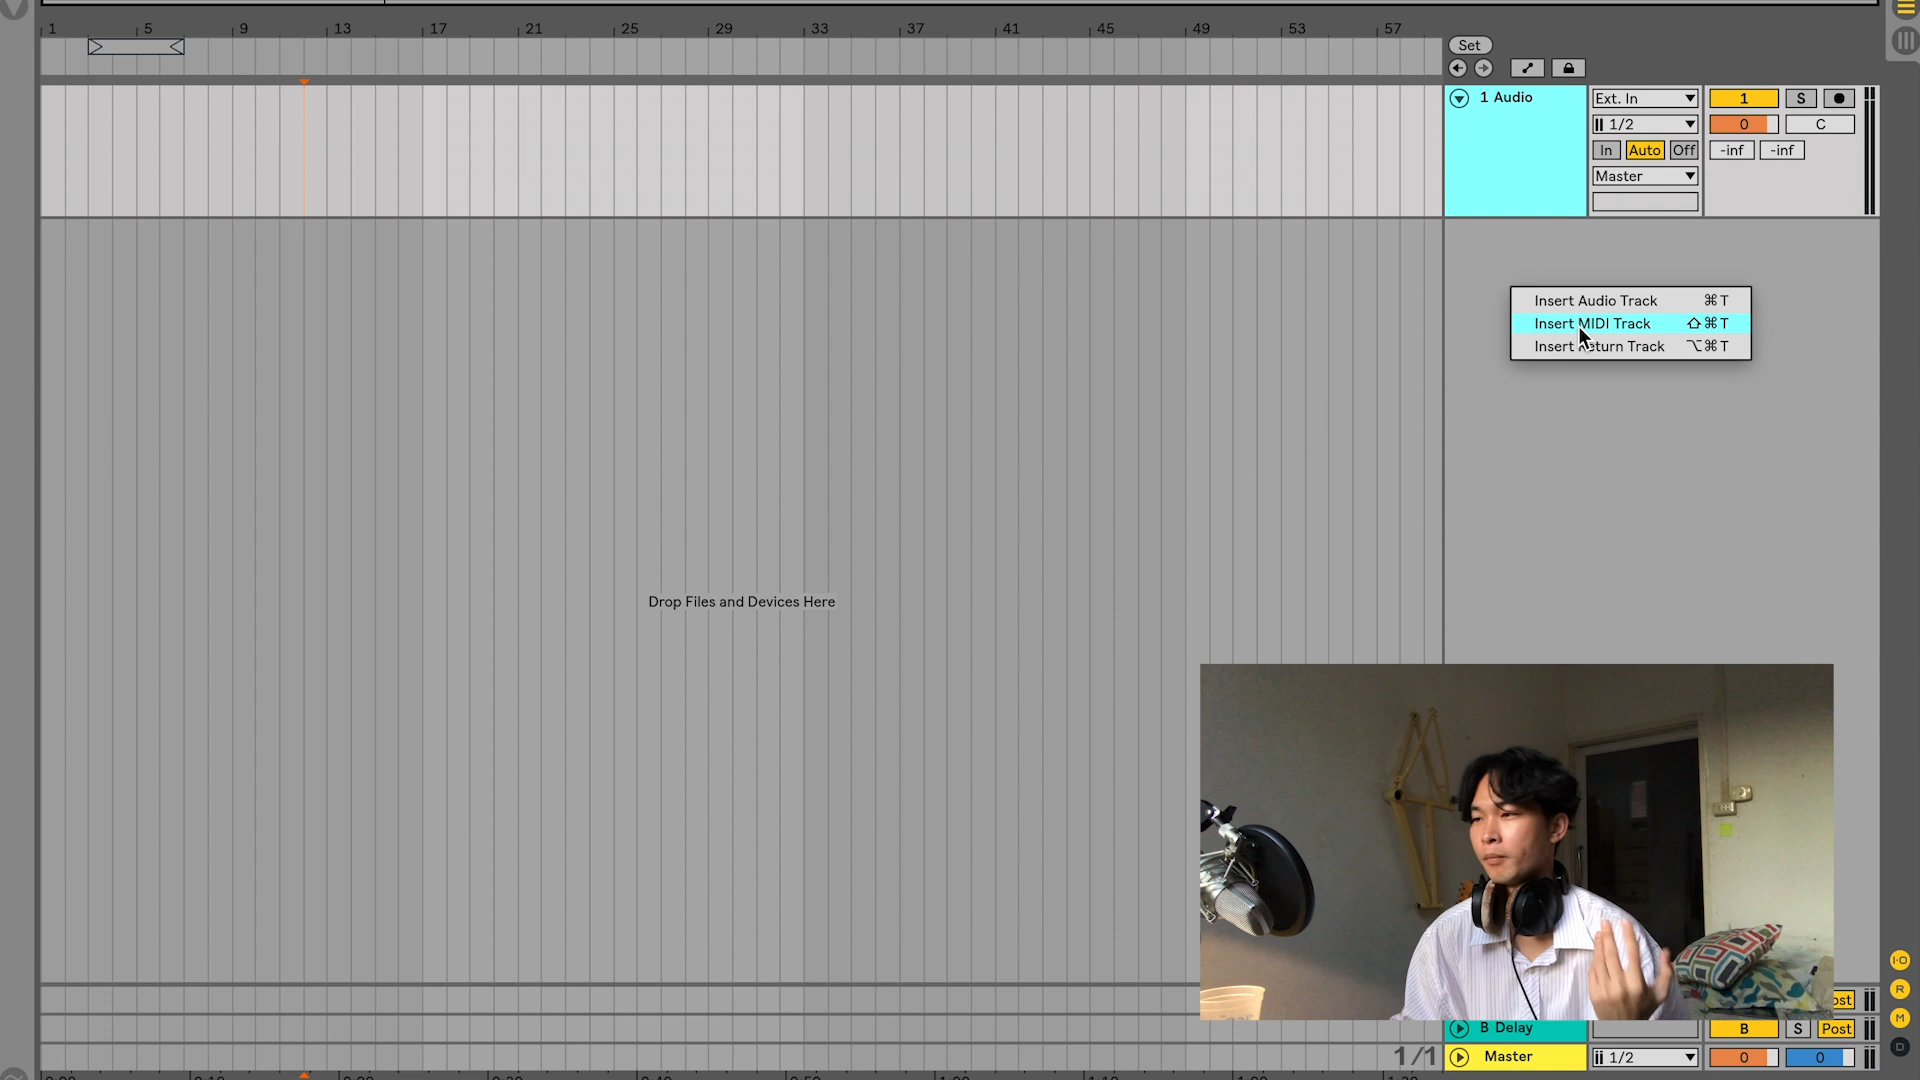 1 5 9 13 17 21 25 29 33 37 41 45 49 53 57
Set
1 Audio
Ext. In
1 S
1/2
0 C
In Auto Off
-inf -inf
Master
Insert Audio Track ⌘T
Insert MIDI Track ⇧⌘T
Insert Return Track ⌥⌘T
Drop Files and Devices Here
I·O
R
M
D
B Delay
B S Post
1/1
Master
1/2
0 0